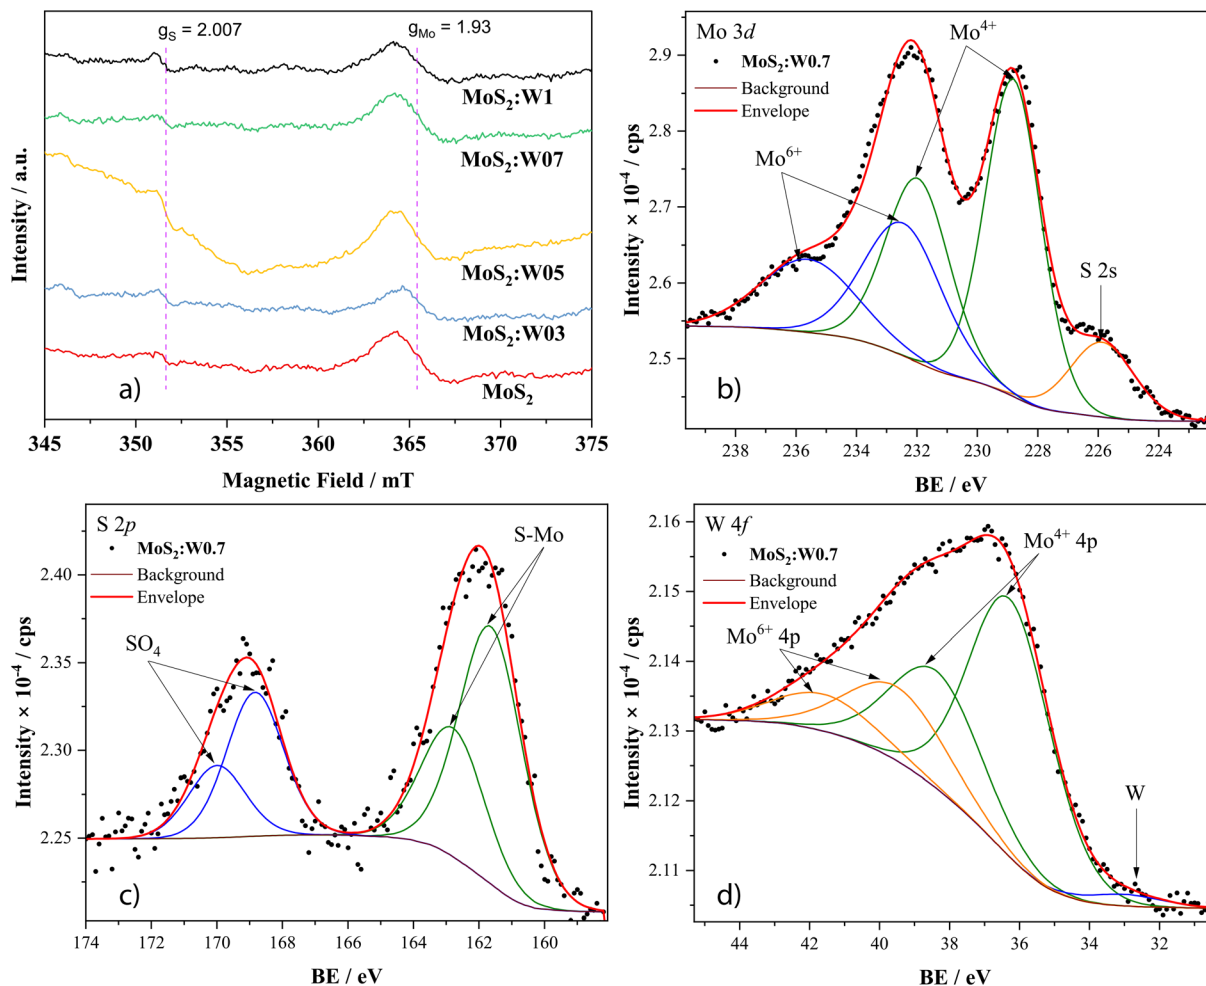 g_S = 2.007
g_Mo = 1.93
MoS₂:W1
MoS₂:W07
MoS₂:W05
MoS₂:W03
MoS₂
a)
Intensity / a.u.
345 350 355 360 365 370 375
Magnetic Field / mT
Mo 3d
MoS₂:W0.7
Background
Envelope
Mo⁴⁺
Mo⁶⁺
S 2s
b)
Intensity × 10⁻⁴ / cps
2.9
2.8
2.7
2.6
2.5
238 236 234 232 230 228 226 224
BE / eV
S 2p
MoS₂:W0.7
Background
Envelope
S-Mo
SO₄
c)
Intensity × 10⁻⁴ / cps
2.40
2.35
2.30
2.25
174 172 170 168 166 164 162 160
BE / eV
W 4f
MoS₂:W0.7
Background
Envelope
Mo⁴⁺ 4p
Mo⁶⁺ 4p
W
d)
Intensity × 10⁻⁴ / cps
2.16
2.15
2.14
2.13
2.12
2.11
44 42 40 38 36 34 32
BE / eV